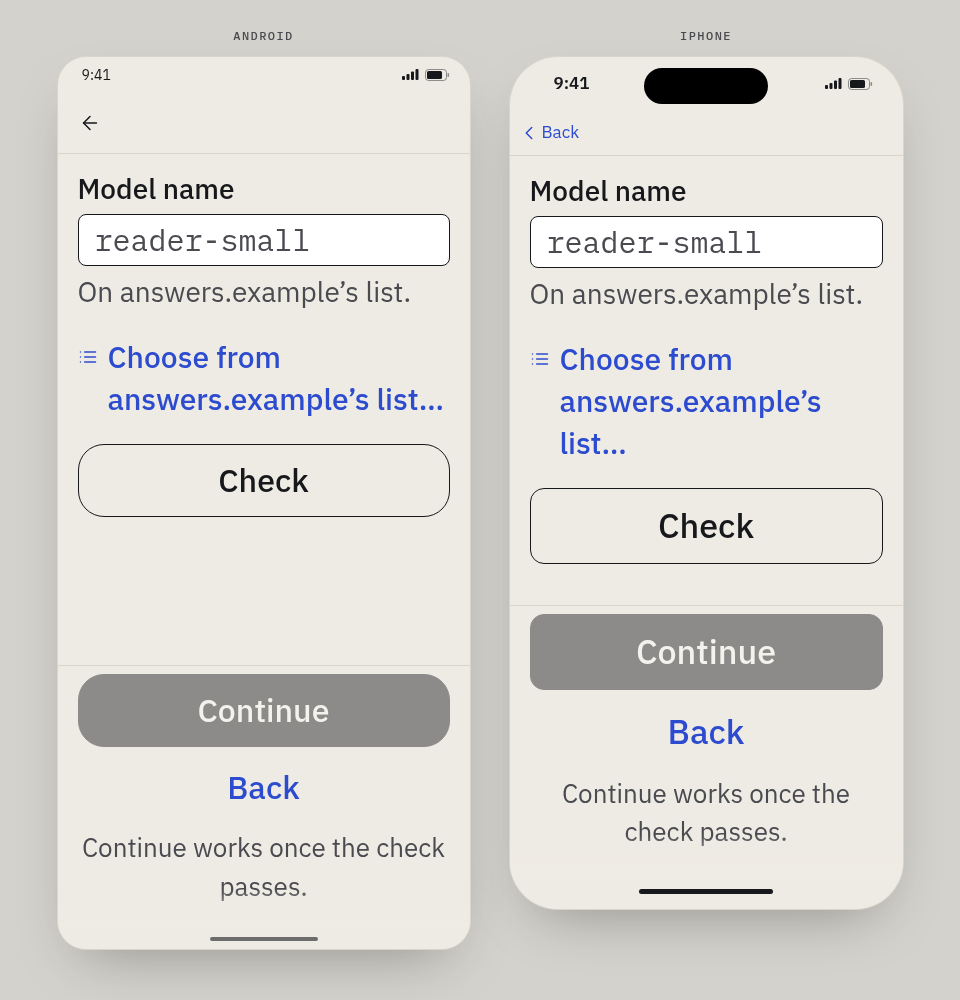 ANDROID
9:41
Model name
reader-small
On answers.example’s list.
Choose from
answers.example’s list…
Check
Continue
Back
Continue works once the check
passes.
IPHONE
9:41
Back
Model name
reader-small
On answers.example’s list.
Choose from
answers.example’s
list…
Check
Continue
Back
Continue works once the
check passes.